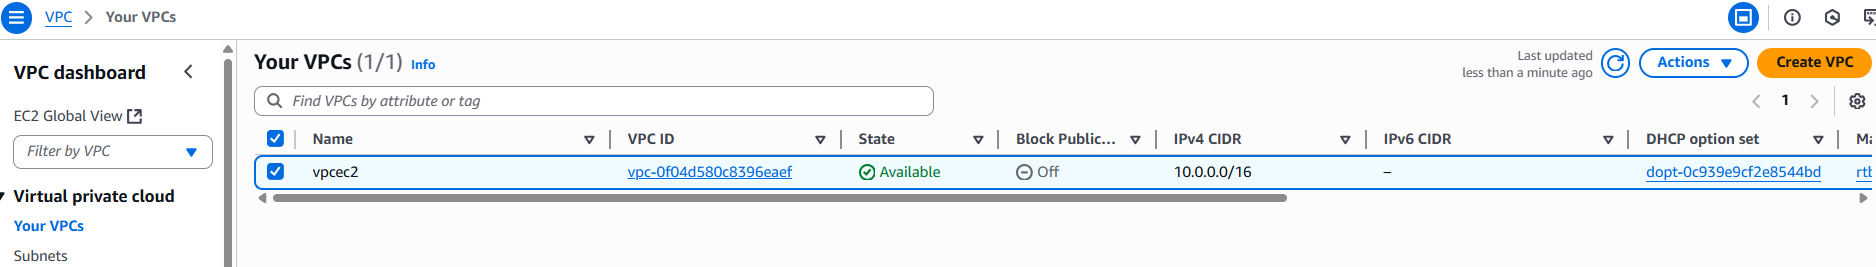 VPC > Your VPCs
VPC dashboard
EC2 Global View
Filter by VPC
Virtual private cloud
Your VPCs
Subnets
Your VPCs (1/1) Info
Last updated
less than a minute ago
Actions
Create VPC
Find VPCs by attribute or tag
1
Name VPC ID State Block Public... IPv4 CIDR IPv6 CIDR DHCP option set
vpcec2 vpc-0f04d580c8396eaef Available Off 10.0.0.0/16 – dopt-0c939e9cf2e8544bd rtb